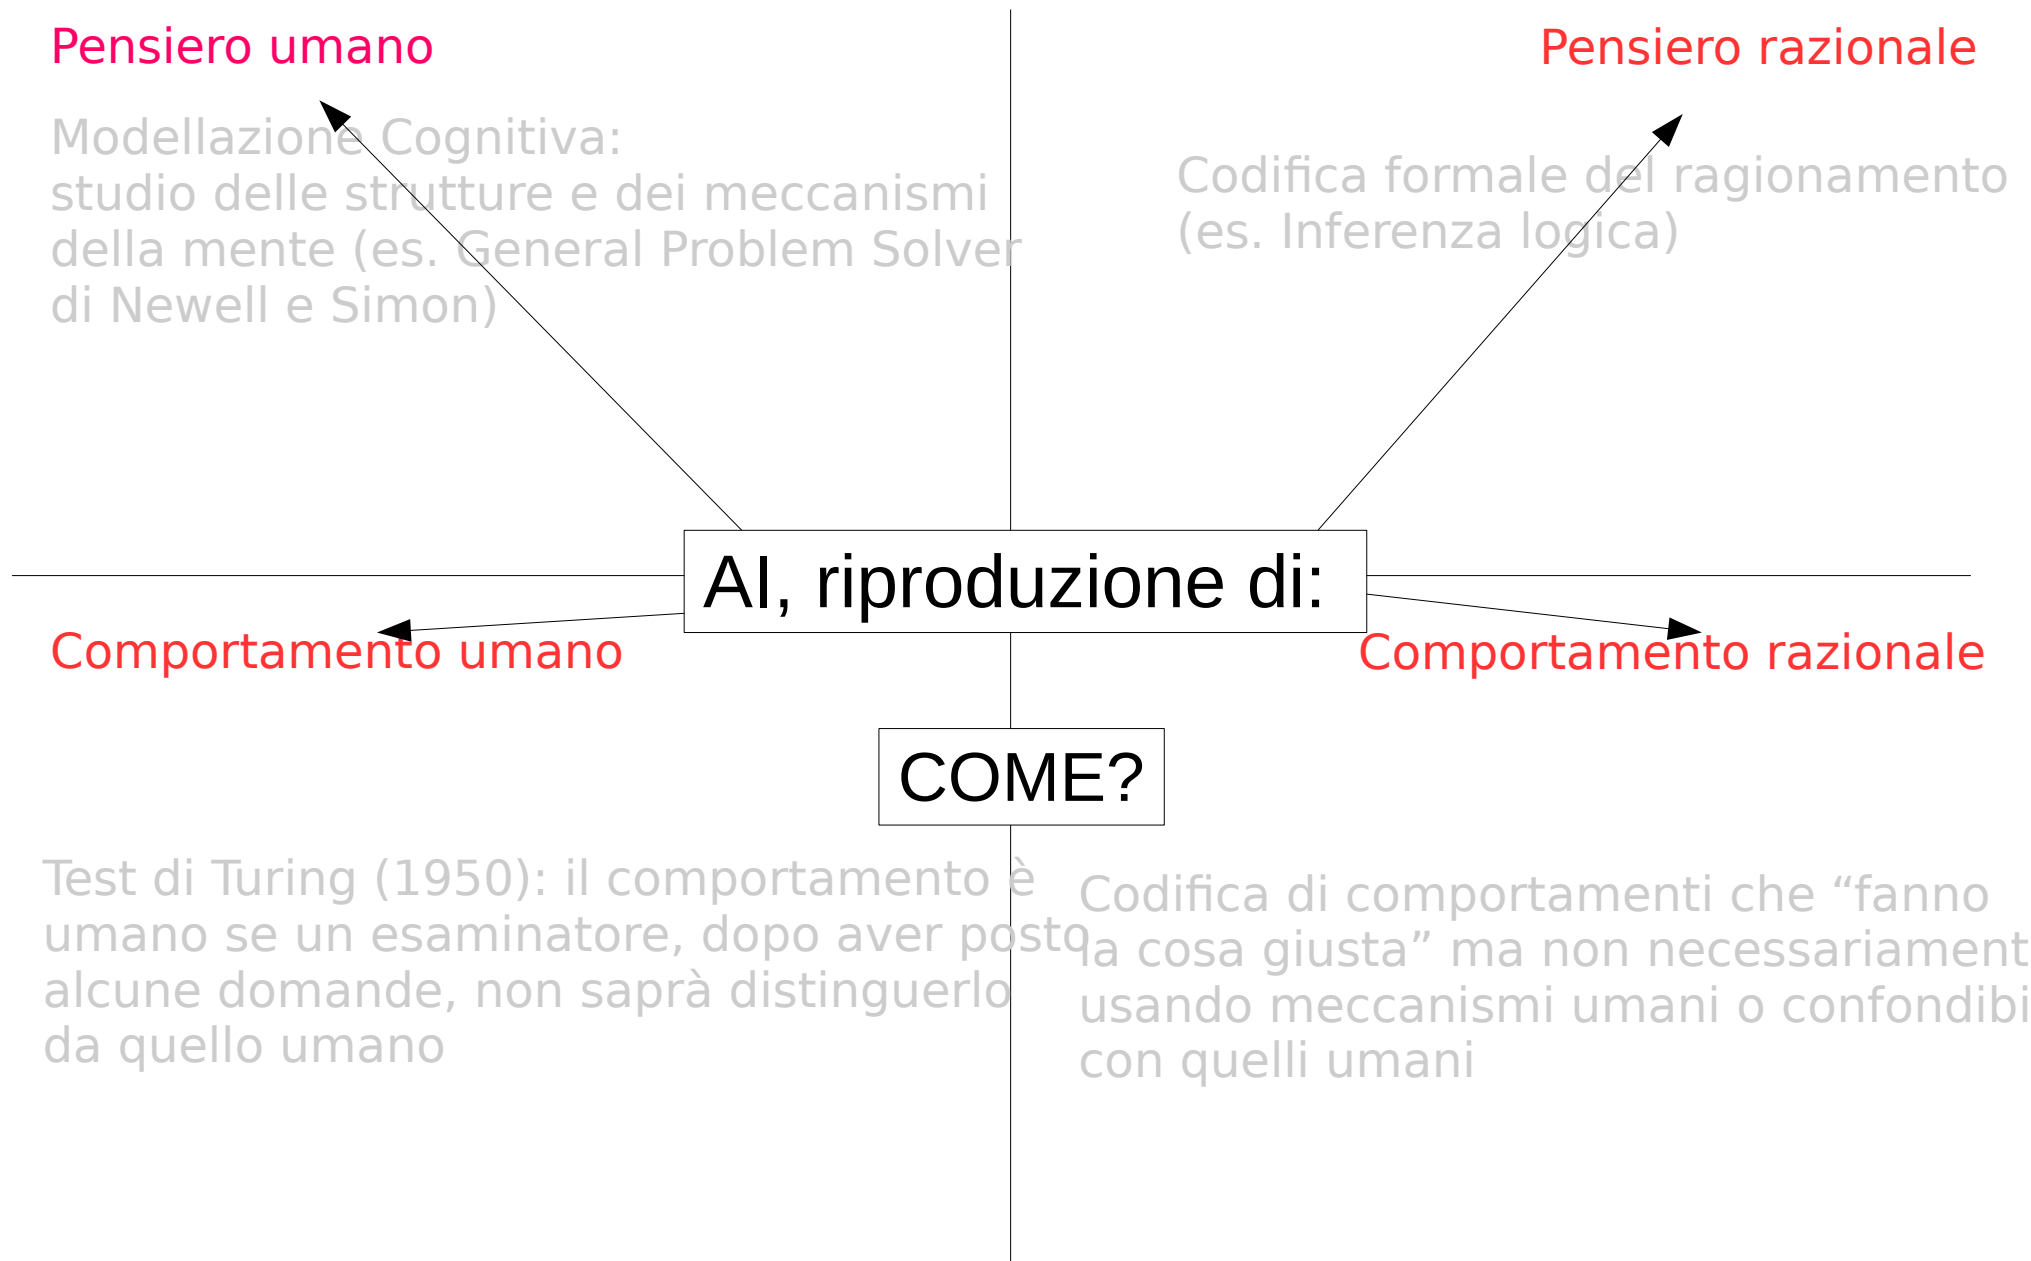 Pensiero umano
Modellazione Cognitiva:
studio delle strutture e dei meccanismi
della mente (es. General Problem Solver
di Newell e Simon)
Pensiero razionale
Codifica formale del ragionamento
(es. Inferenza logica)
AI, riproduzione di:
Comportamento umano
Comportamento razionale
COME?
Test di Turing (1950): il comportamento è
umano se un esaminatore, dopo aver posto
alcune domande, non saprà distinguerlo
da quello umano
Codifica di comportamenti che “fanno
la cosa giusta” ma non necessariament
usando meccanismi umani o confondibi
con quelli umani